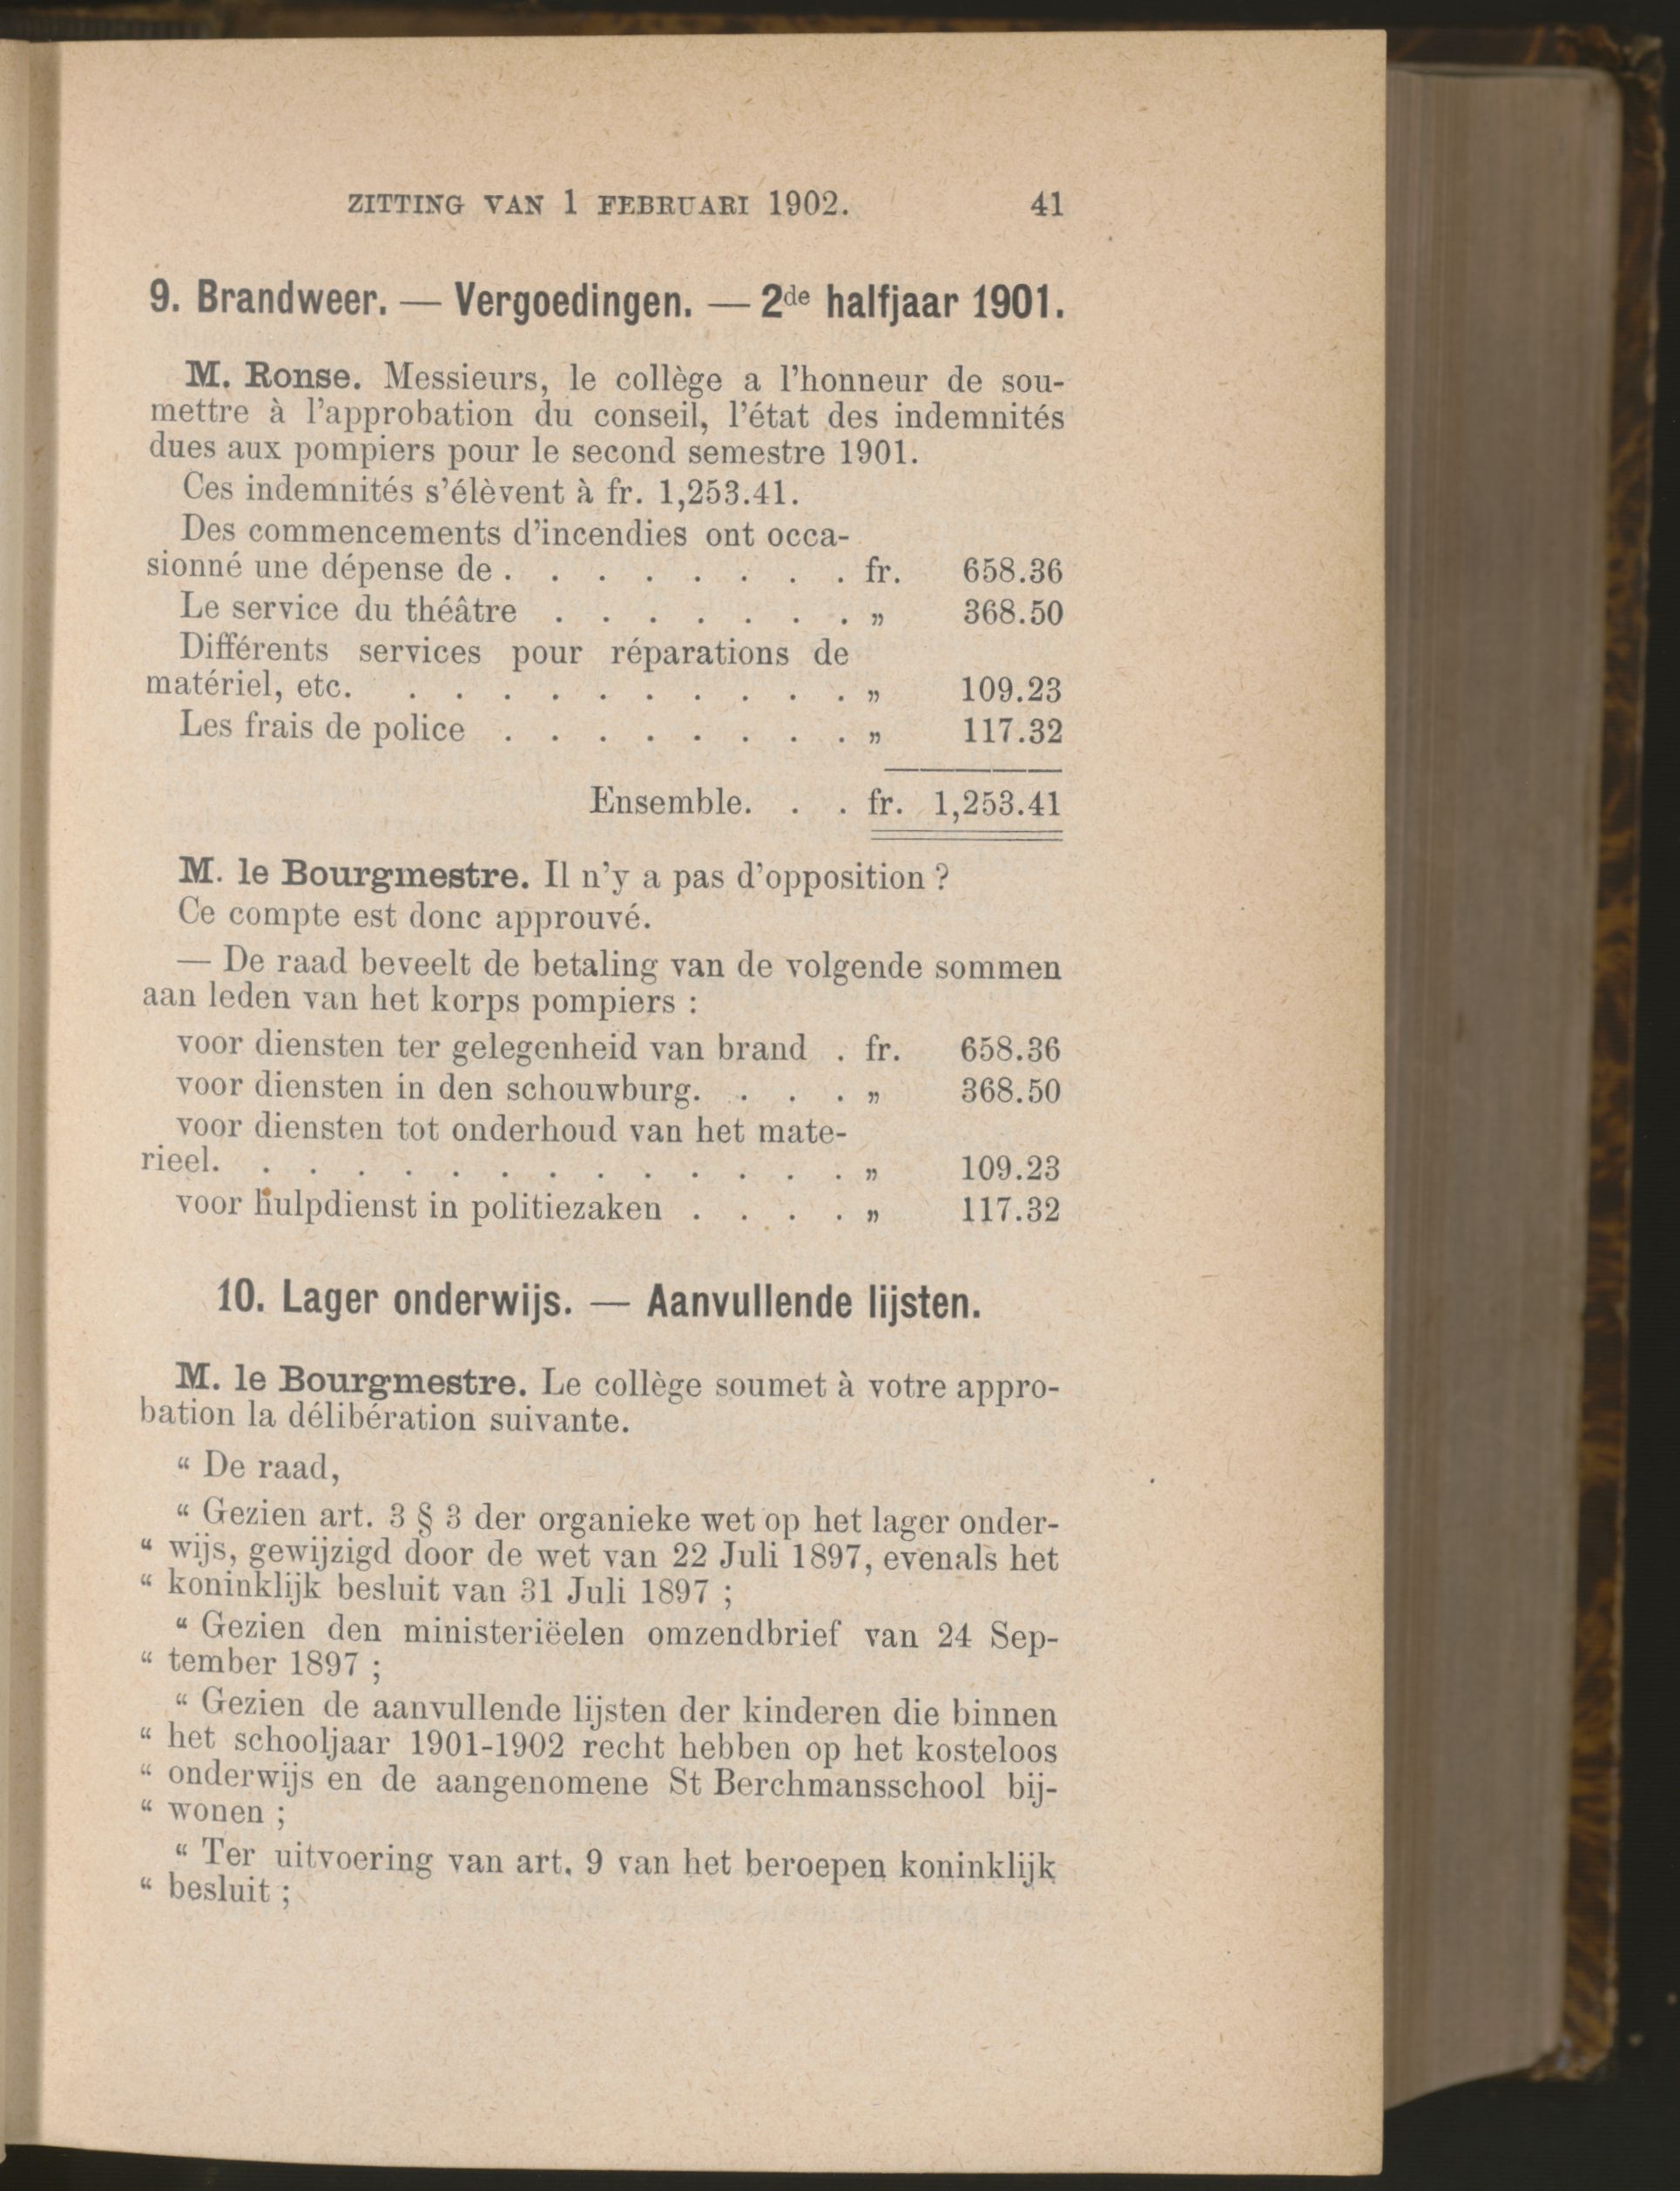 ZITTING VAN 1 FEBRUARI 1902. 41
9. Brandweer. — Vergoedingen. — 2de halfjaar 1901.
M. Ronse. Messieurs, le collège a l'honneur de sou-
mettre à l'approbation du conseil, l'état des indemnités
dues aux pompiers pour le second semestre 1901.
Ces indemnités s'élèvent à fr. 1,253.41.
Des commencements d'incendies ont occa-
sionné une dépense de . . . . . . . . fr. 658.36
Le service du théâtre . . . . . . . „ 368.50
Différents services pour réparations de
matériel, etc. . . . . . . . . . . „ 109.23
Les frais de police . . . . . . . . „ 117.32
Ensemble. . . fr. 1,253.41
M. le Bourgmestre. Il n'y a pas d'opposition ?
Ce compte est donc approuvé.
— De raad beveelt de betaling van de volgende sommen
aan leden van het korps pompiers :
voor diensten ter gelegenheid van brand . fr. 658.36
voor diensten in den schouwburg. . . . „ 368.50
voor diensten tot onderhoud van het mate-
rieel. . . . . . . . . . . . . . „ 109.23
voor hulpdienst in politiezaken . . . . „ 117.32
10. Lager onderwijs. — Aanvullende lijsten.
M. le Bourgmestre. Le collège soumet à votre appro-
bation la délibération suivante.
“ De raad,
“ Gezien art. 3 § 3 der organieke wet op het lager onder-
“ wijs, gewijzigd door de wet van 22 Juli 1897, evenals het
“ koninklijk besluit van 31 Juli 1897 ;
“ Gezien den ministeriëelen omzendbrief van 24 Sep-
“ tember 1897 ;
“ Gezien de aanvullende lijsten der kinderen die binnen
“ het schooljaar 1901-1902 recht hebben op het kosteloos
“ onderwijs en de aangenomene St Berchmansschool bij-
“ wonen ;
“ Ter uitvoering van art. 9 van het beroepen koninklijk
“ besluit ;